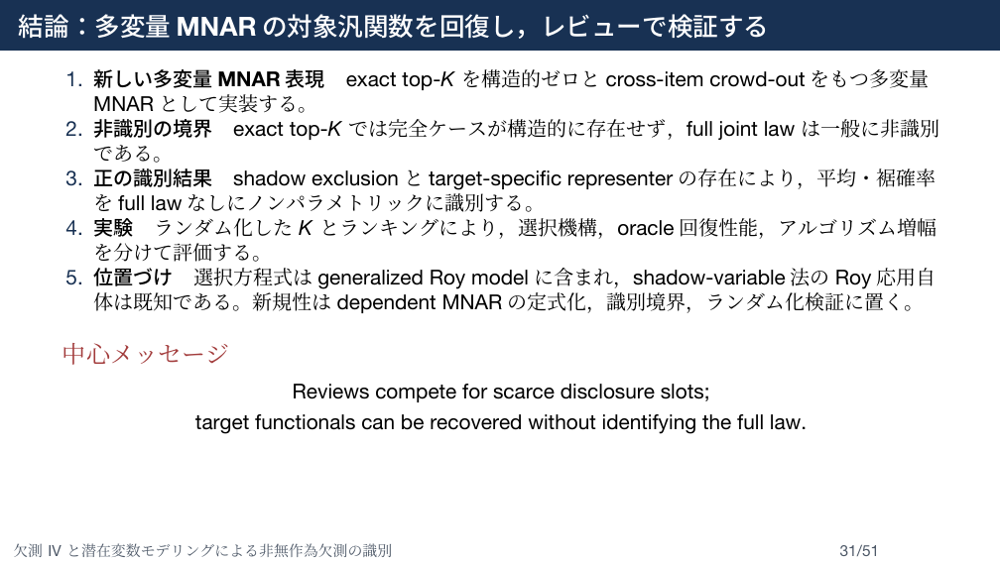 結論：多変量 MNAR の対象汎関数を回復し，レビューで検証する
1. 新しい多変量 MNAR 表現　exact top-K を構造的ゼロと cross-item crowd-out をもつ多変量
MNAR として実装する。
2. 非識別の境界　exact top-K では完全ケースが構造的に存在せず，full joint law は一般に非識別
である。
3. 正の識別結果　shadow exclusion と target-specific representer の存在により，平均・裾確率
を full law なしにノンパラメトリックに識別する。
4. 実験　ランダム化した K とランキングにより，選択機構，oracle 回復性能，アルゴリズム増幅
を分けて評価する。
5. 位置づけ　選択方程式は generalized Roy model に含まれ，shadow-variable 法の Roy 応用自
体は既知である。新規性は dependent MNAR の定式化，識別境界，ランダム化検証に置く。
中心メッセージ
Reviews compete for scarce disclosure slots;
target functionals can be recovered without identifying the full law.
欠測 IV と潜在変数モデリングによる非無作為欠測の識別
31/51